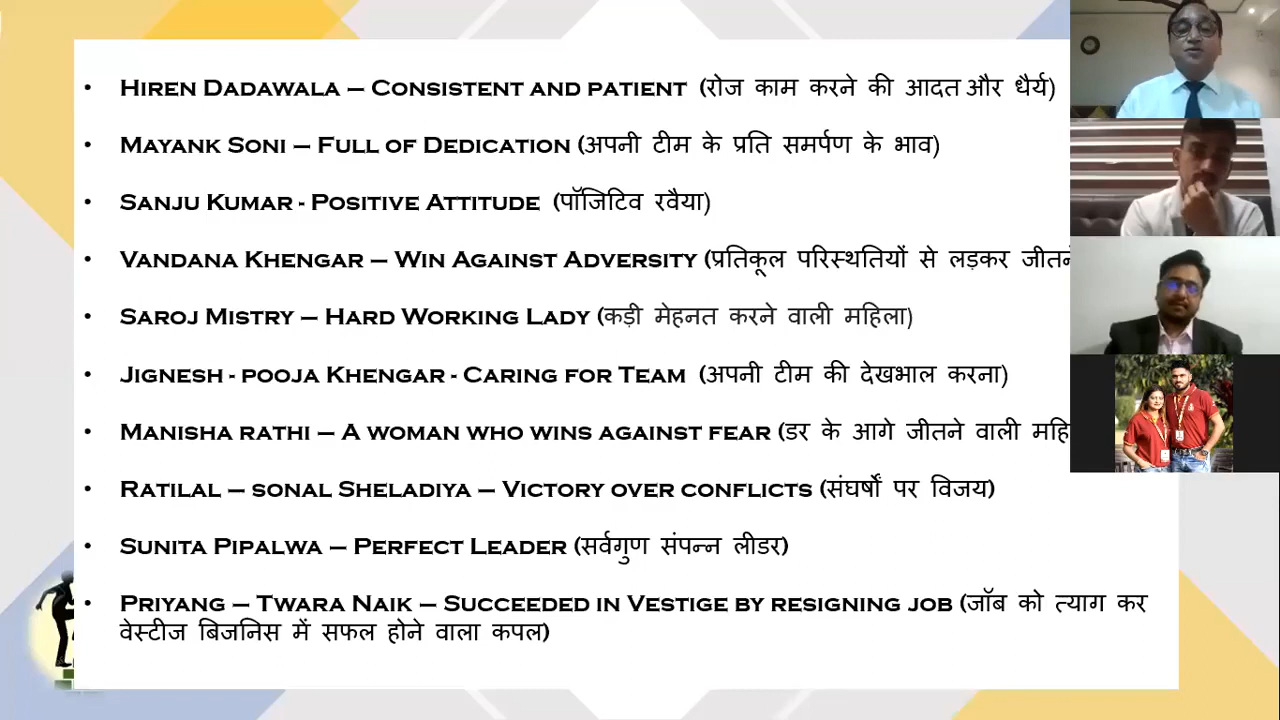 • Hiren Dadawala – Consistent and patient (रोज काम करने की आदत और धैर्य)
• Mayank Soni – Full of Dedication (अपनी टीम के प्रति समर्पण के भाव)
• Sanju Kumar - Positive Attitude (पॉजिटिव रवैया)
• Vandana Khengar – Win Against Adversity (प्रतिकूल परिस्थतियों से लड़कर
• Saroj Mistry – Hard Working Lady (कड़ी मेहनत करने वाली महिला)
• Jignesh - pooja Khengar - Caring for Team (अपनी टीम की देखभाल करना)
• Manisha rathi – A woman who wins against fear (डर के आगे जीतने वाली
• Ratilal – sonal Sheladiya – Victory over conflicts (संघर्षों पर विजय)
• Sunita Pipalwa – Perfect Leader (सर्वगुण संपन्न लीडर)
• Priyang – Twara Naik – Succeeded in Vestige by resigning job (जॉब को त्याग कर
वेस्टीज बिजनिस में सफल होने वाला कपल)